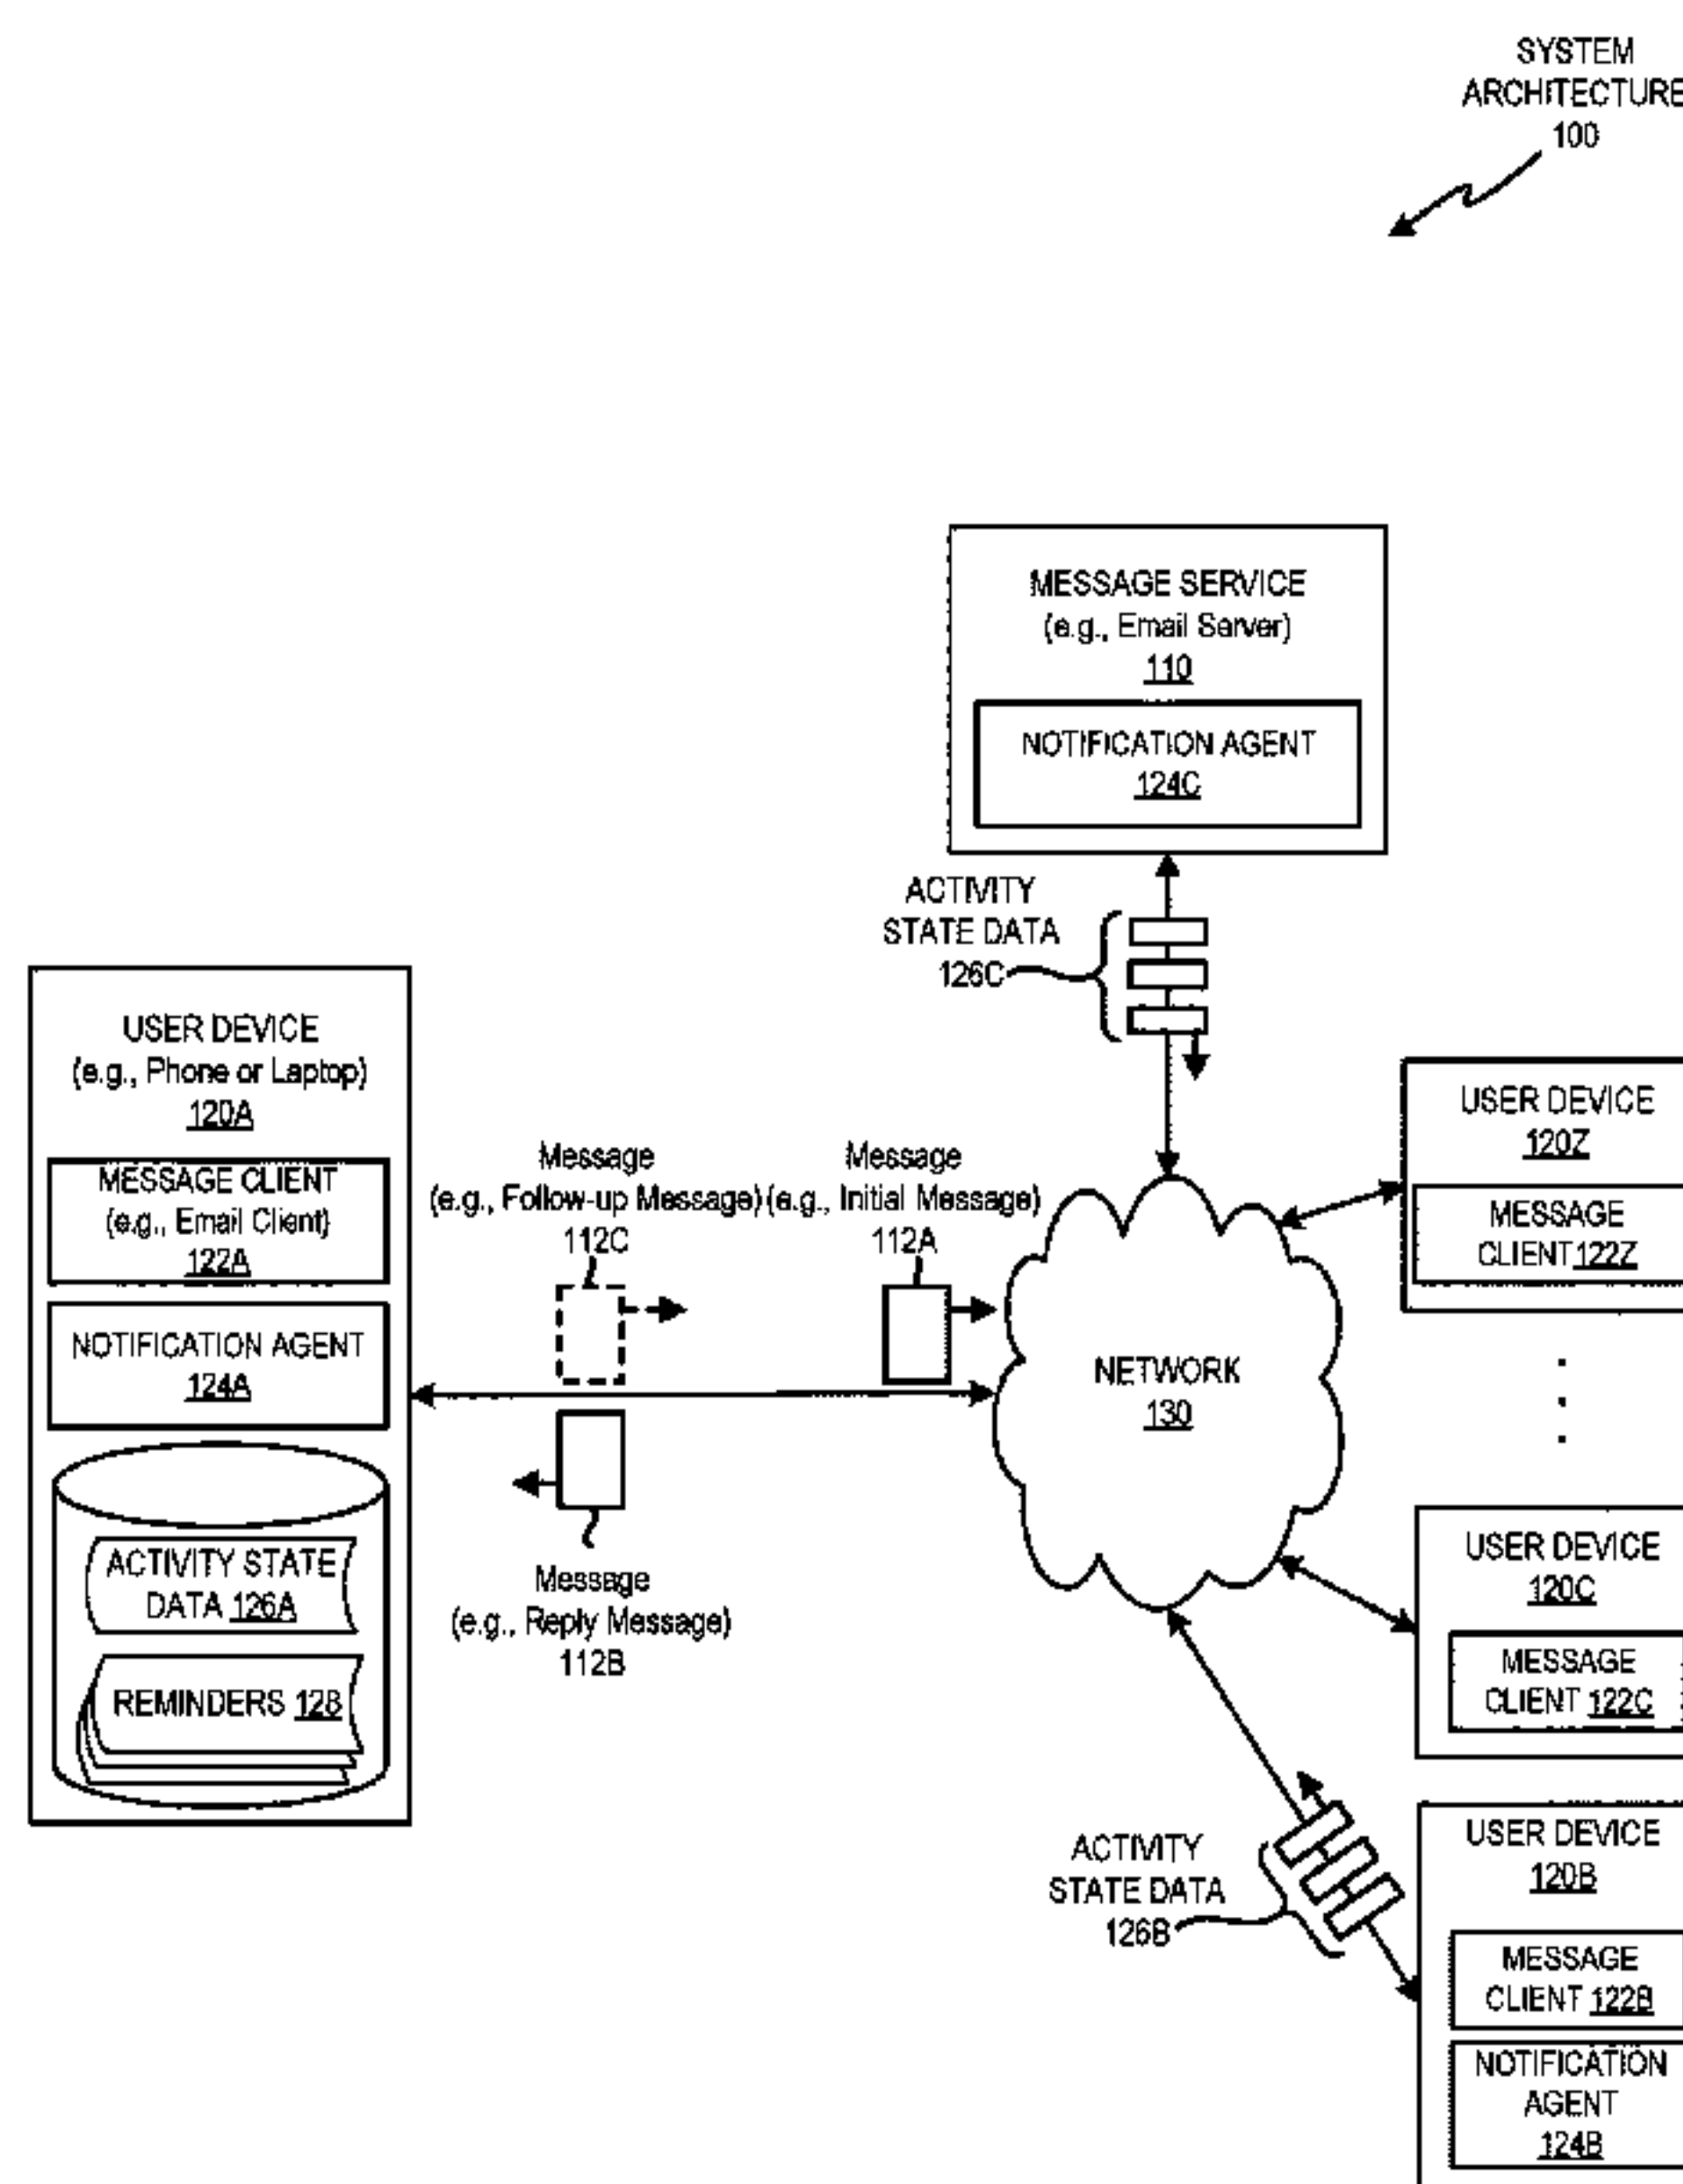 SYSTEM
ARCHITECTURE
100
MESSAGE SERVICE
(e.g., Email Server)
110
NOTIFICATION AGENT
124C
ACTIVITY
STATE DATA
126C
USER DEVICE
(e.g., Phone or Laptop)
120A
MESSAGE CLIENT
(e.g., Email Client)
122A
NOTIFICATION AGENT
124A
ACTIVITY STATE
DATA 126A
REMINDERS 128
Message
(e.g., Follow-up Message)
112C
Message
(e.g., Initial Message)
112A
Message
(e.g., Reply Message)
112B
NETWORK
130
USER DEVICE
120Z
MESSAGE
CLIENT 122Z
USER DEVICE
120C
MESSAGE
CLIENT 122C
ACTIVITY
STATE DATA
126B
USER DEVICE
120B
MESSAGE
CLIENT 122B
NOTIFICATION
AGENT
124B